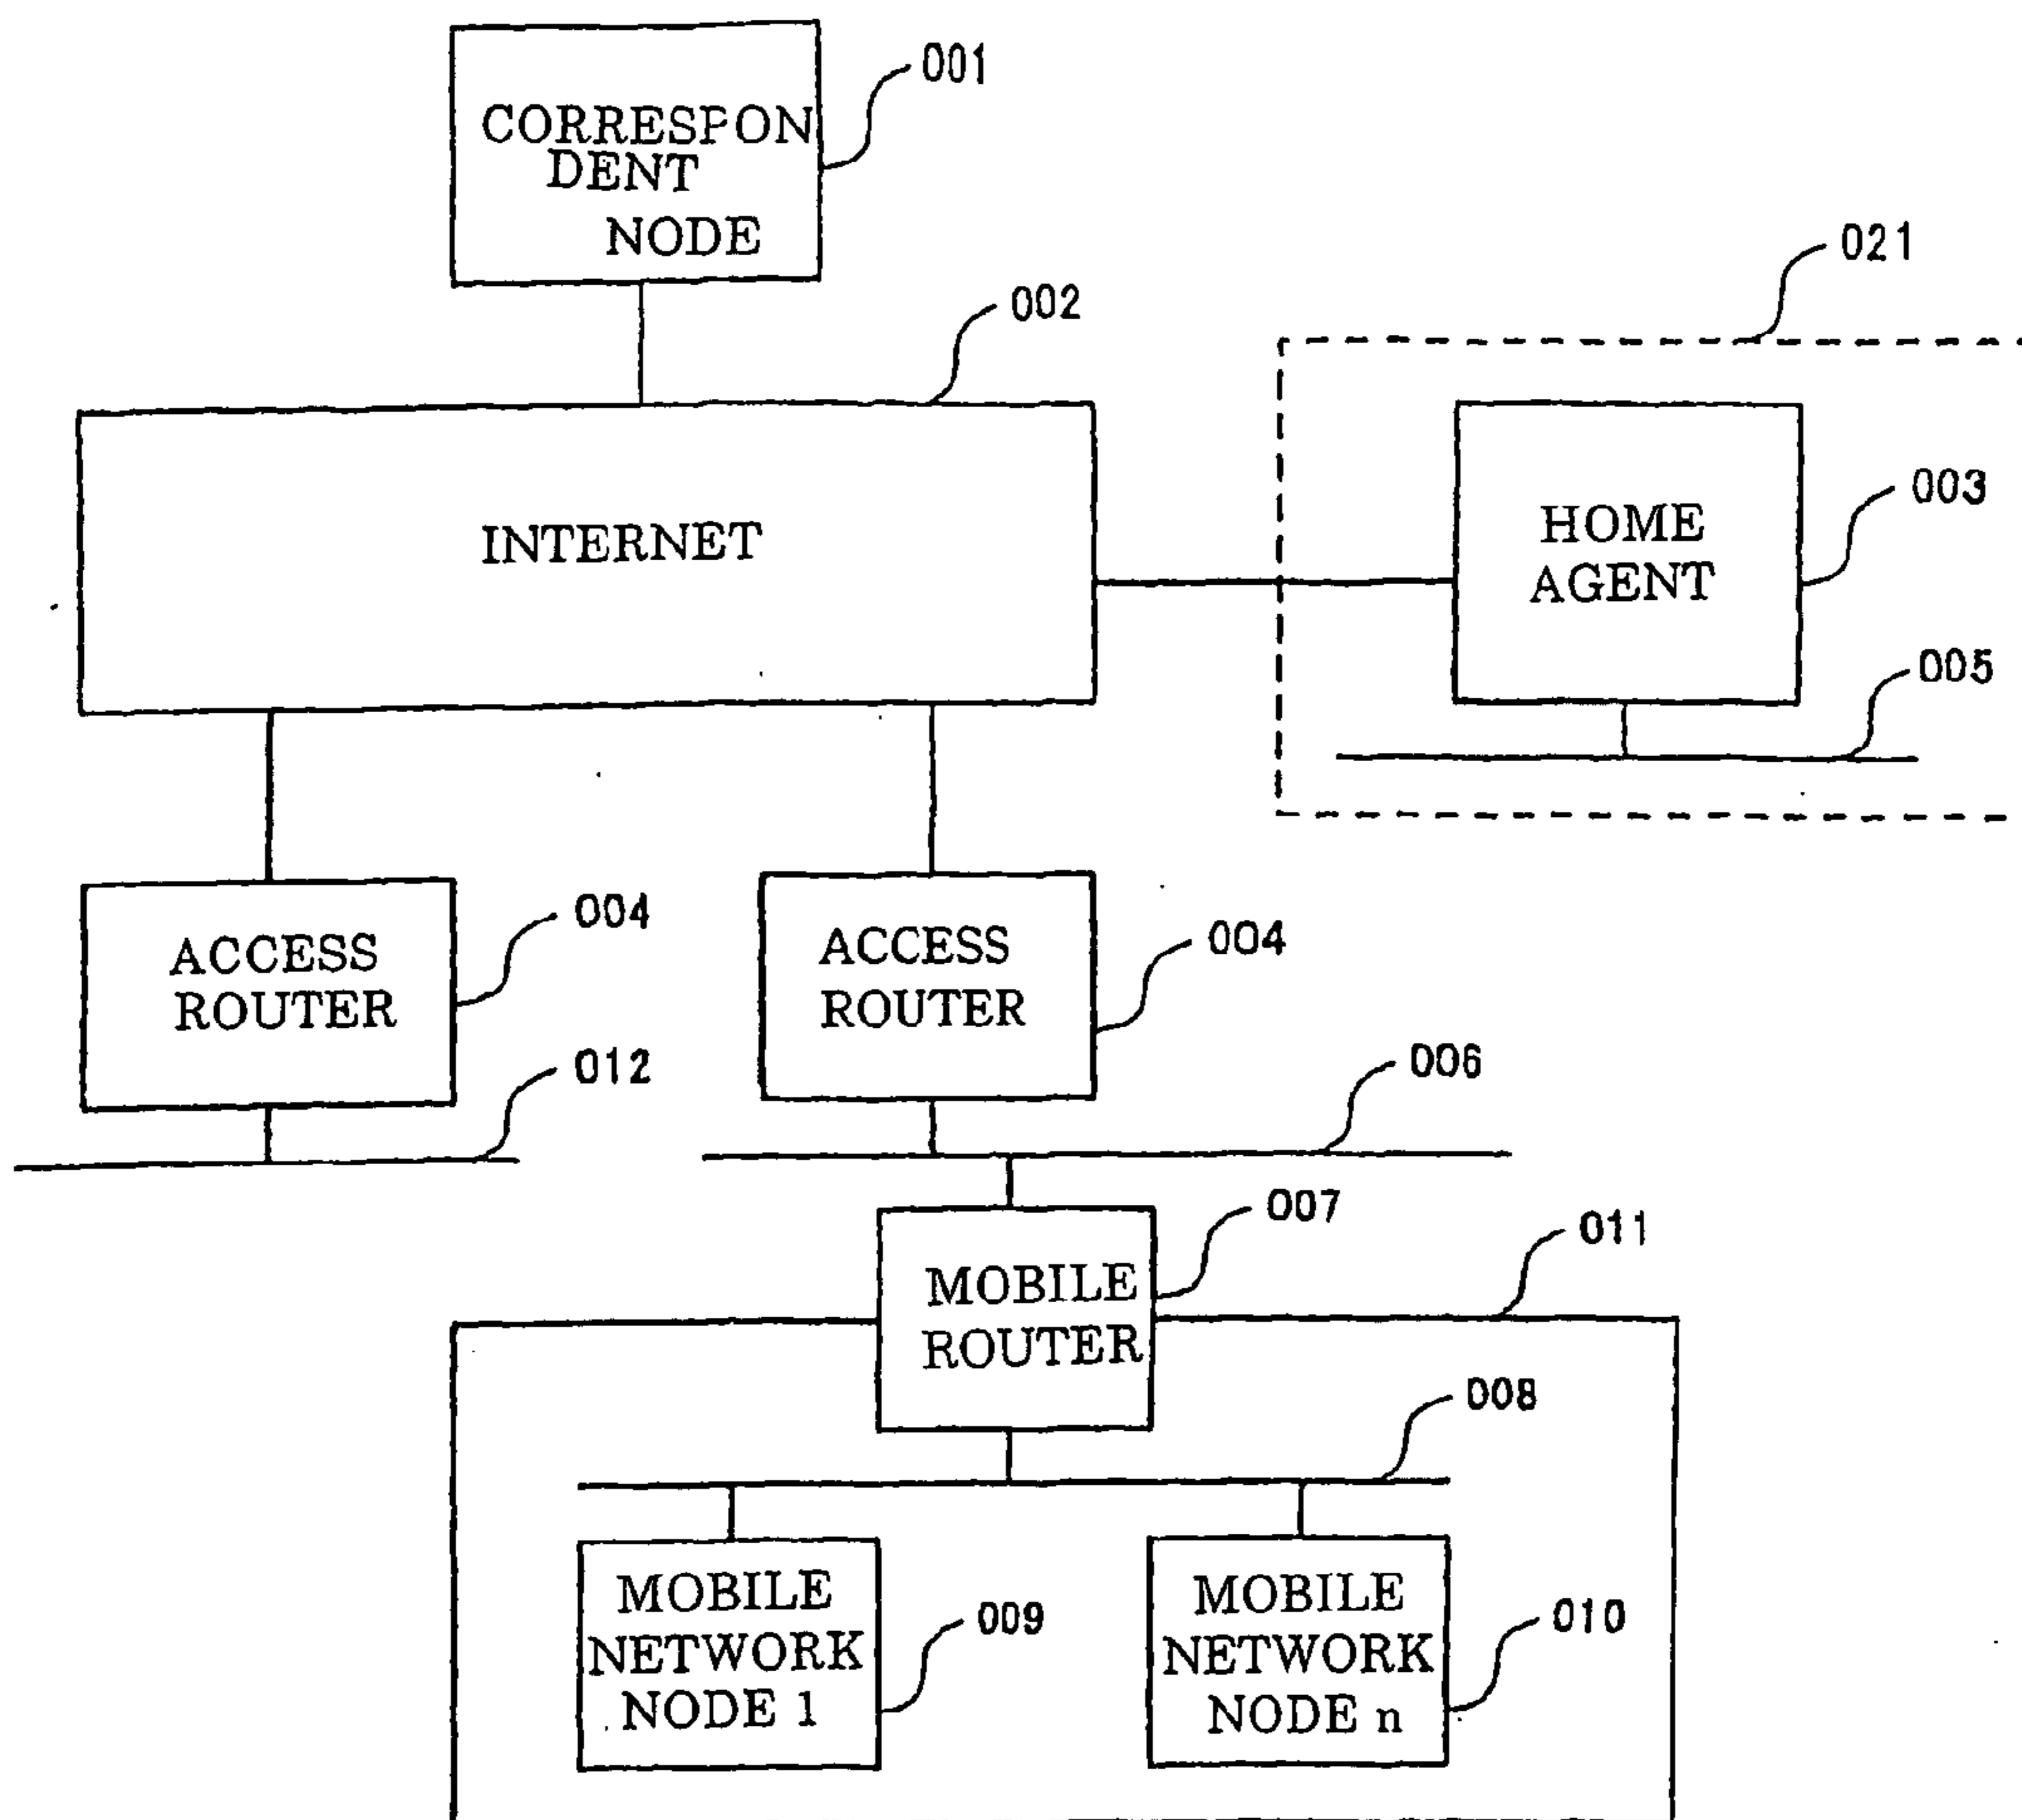 001
CORRESPON
DENT
NODE
021
002
INTERNET
HOME
AGENT
003
005
ACCESS
ROUTER
004
ACCESS
ROUTER
004
012
006
007
011
MOBILE
ROUTER
008
MOBILE
NETWORK
NODE 1
009
MOBILE
NETWORK
NODE n
010